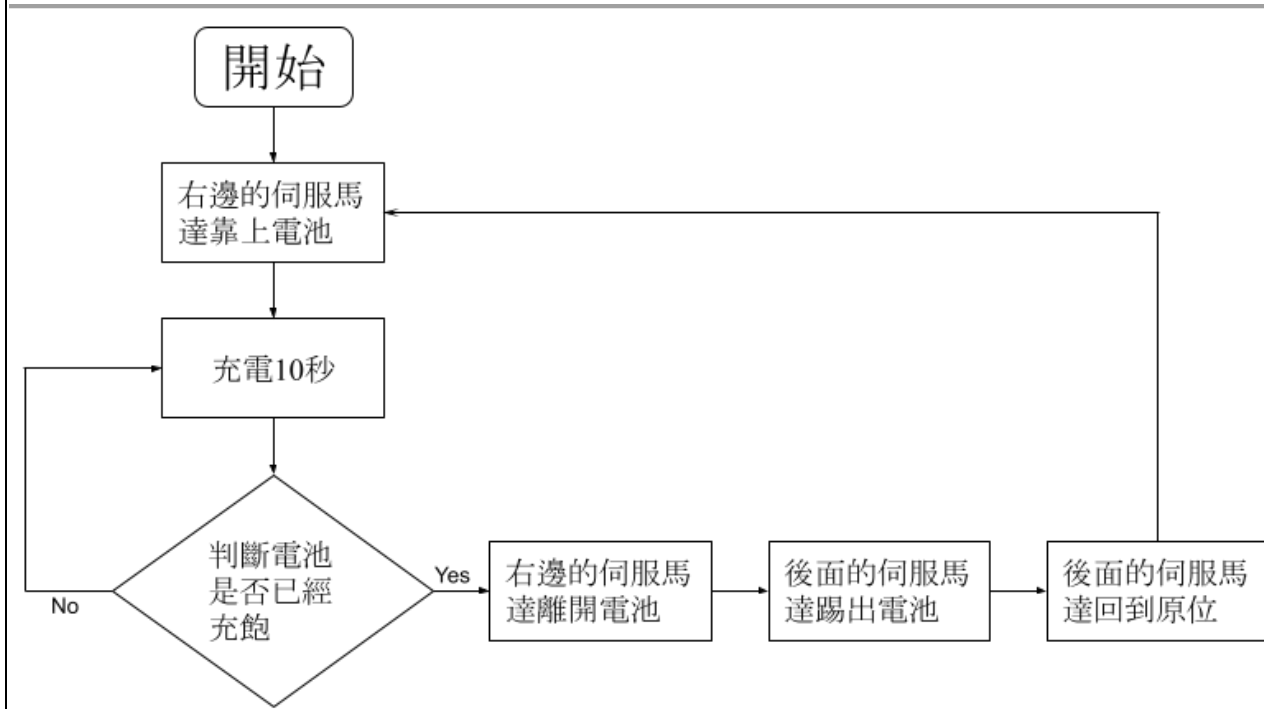 開始
右邊的伺服馬
達靠上電池
充電10秒
判斷電池
是否已經
充飽
No
Yes
右邊的伺服馬
達離開電池
後面的伺服馬
達踢出電池
後面的伺服馬
達回到原位